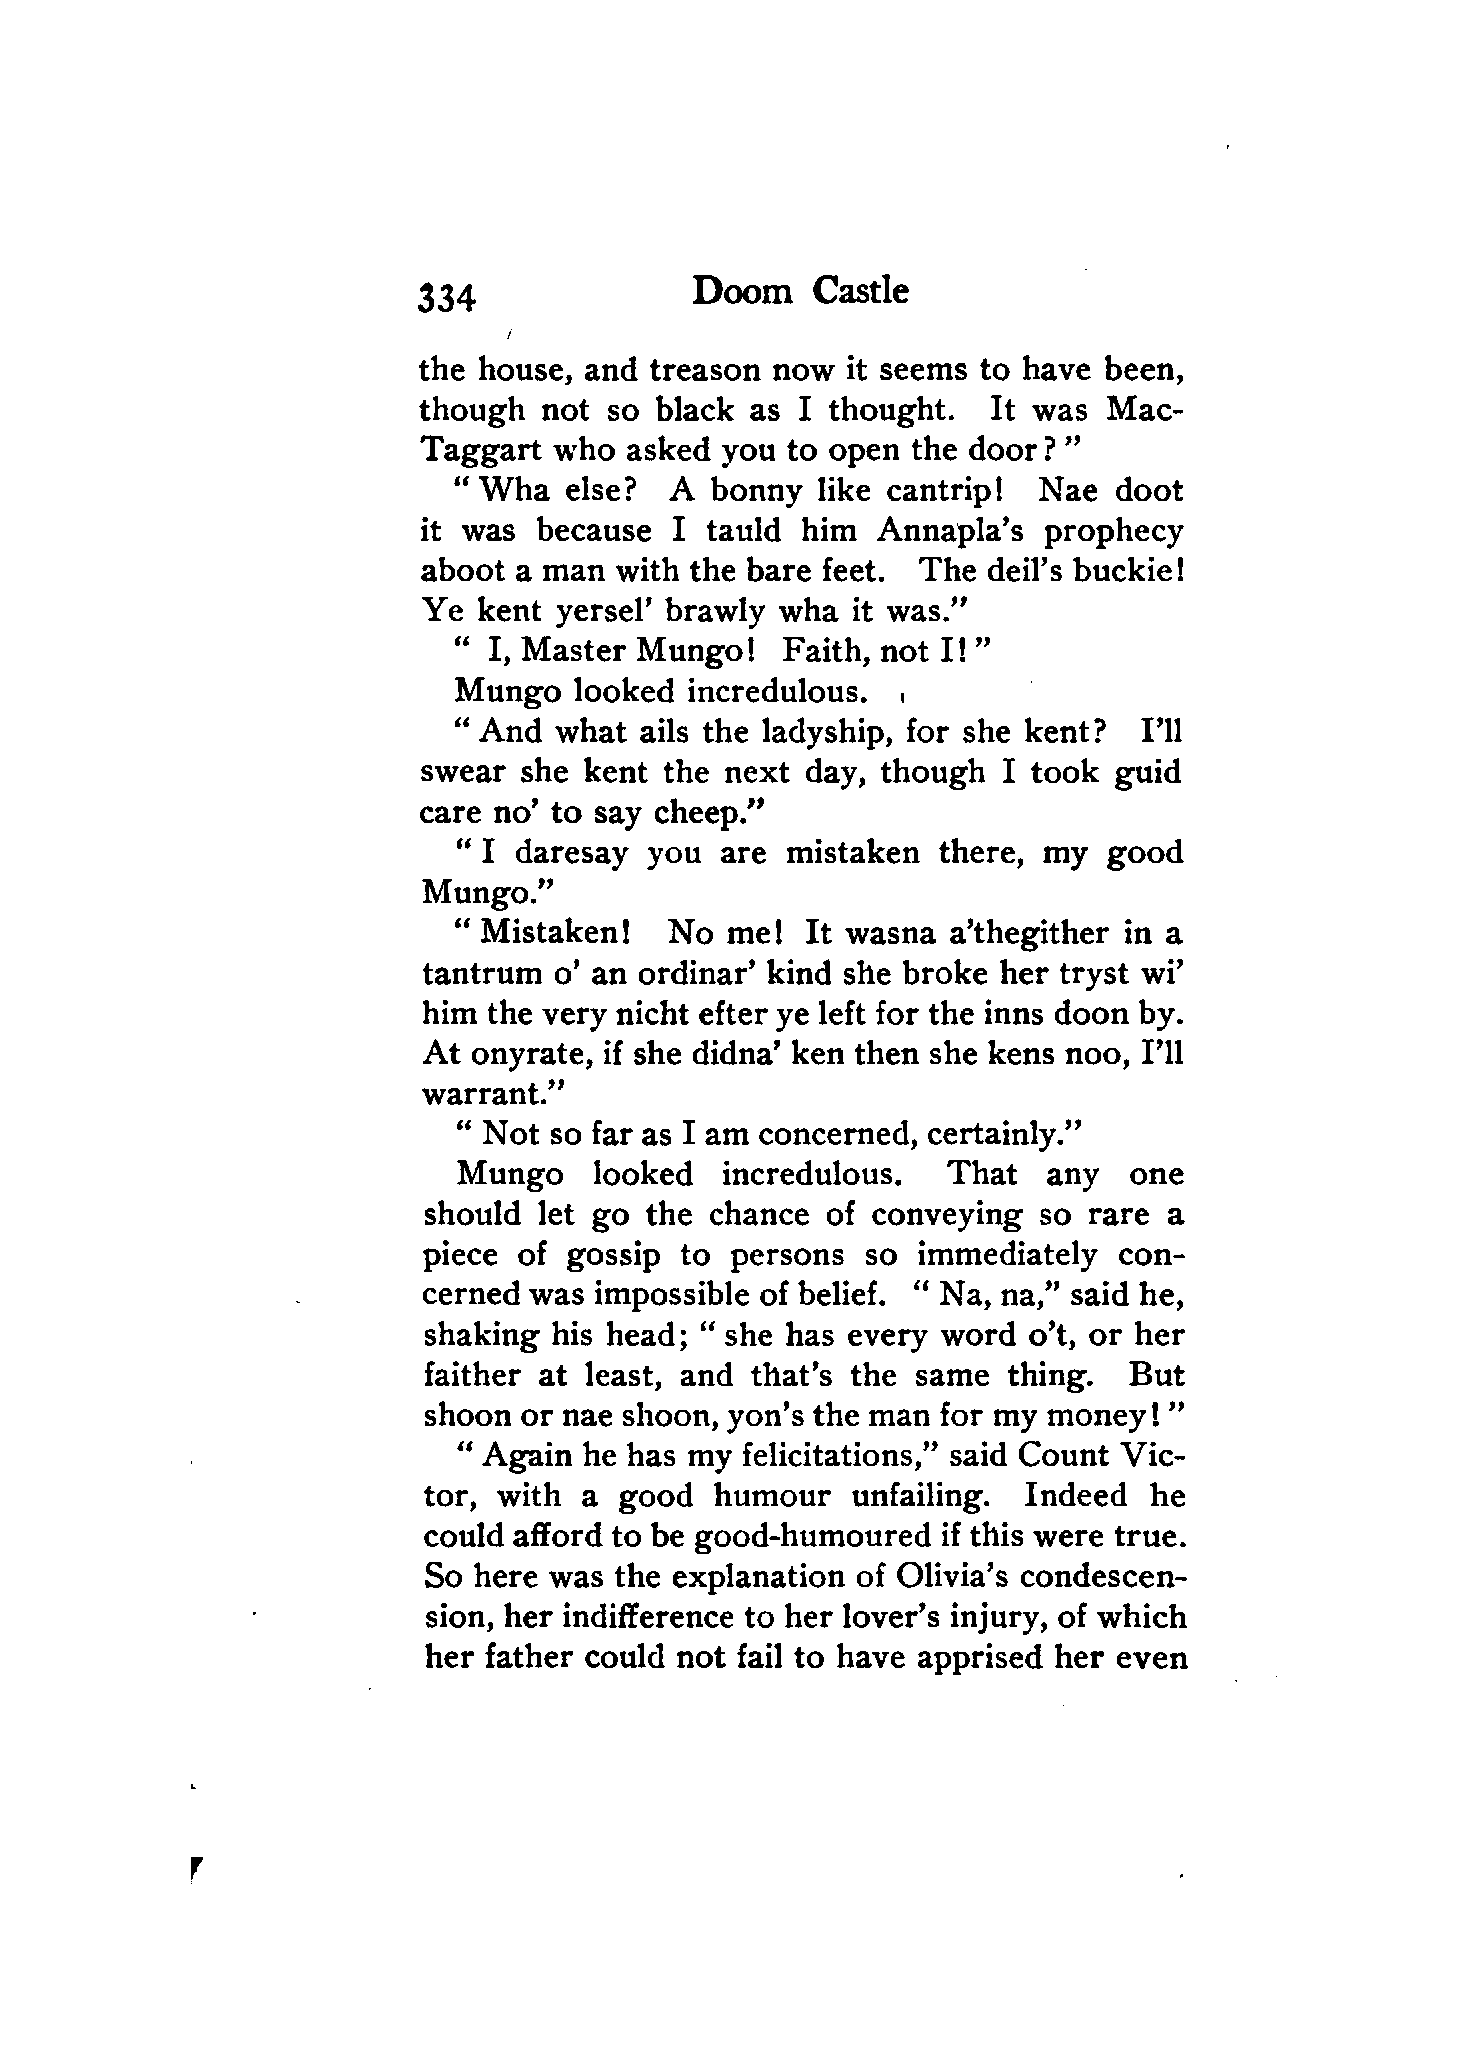 334 Doom Castle
the house, and treason now it seems to have been,
though not so black as I thought. It was Mac-
Taggart who asked you to open the door?"
"Wha else? A bonny like cantrip! Nae doot
it was because I tauld him Annapla's prophecy
aboot a man with the bare feet. The deil's buckie!
Ye kent yersel' brawly wha it was."
"I, Master Mungo! Faith, not I!"
Mungo looked incredulous.
"And what ails the ladyship, for she kent? I'll
swear she kent the next day, though I took guid
care no' to say cheep."
"I daresay you are mistaken there, my good
Mungo."
"Mistaken! No me! It wasna a'thegither in a
tantrum o' an ordinar' kind she broke her tryst wi'
him the very nicht efter ye left for the inns doon by.
At onyrate, if she didna' ken then she kens noo, I'll
warrant."
"Not so far as I am concerned, certainly."
Mungo looked incredulous. That any one
should let go the chance of conveying so rare a
piece of gossip to persons so immediately con-
cerned was impossible of belief. "Na, na," said he,
shaking his head; "she has every word o't, or her
faither at least, and that's the same thing. But
shoon or nae shoon, yon's the man for my money!"
"Again he has my felicitations," said Count Vic-
tor, with a good humour unfailing. Indeed he
could afford to be good-humoured if this were true.
So here was the explanation of Olivia's condescen-
sion, her indifference to her lover's injury, of which
her father could not fail to have apprised her even